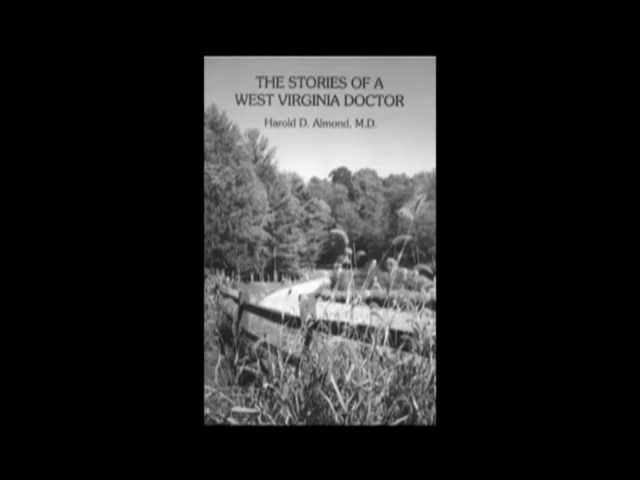 THE STORIES OF A
WEST VIRGINIA DOCTOR
Harold D. Almond, M.D.